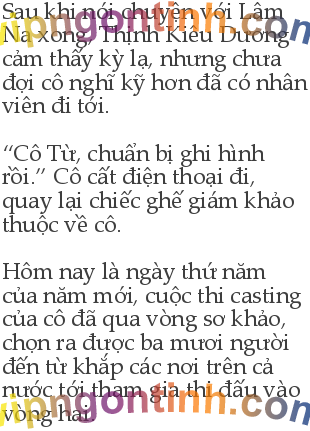 Sau khi nói chuyện với Lâm
Na xong, Thịnh Kiều Dương
cảm thấy kỳ lạ, nhưng chưa
đợi cô nghĩ kỹ hơn đã có nhân
viên đi tới.
“Cô Từ, chuẩn bị ghi hình
rồi.” Cô cất điện thoại đi,
quay lại chiếc ghế giám khảo
thuộc về cô.
Hôm nay là ngày thứ năm
của năm mới, cuộc thi casting
của cô đã qua vòng sơ khảo,
chọn ra được ba mươi người
đến từ khắp các nơi trên cả
nước tới tham gia thi đấu vào
vòng hai.